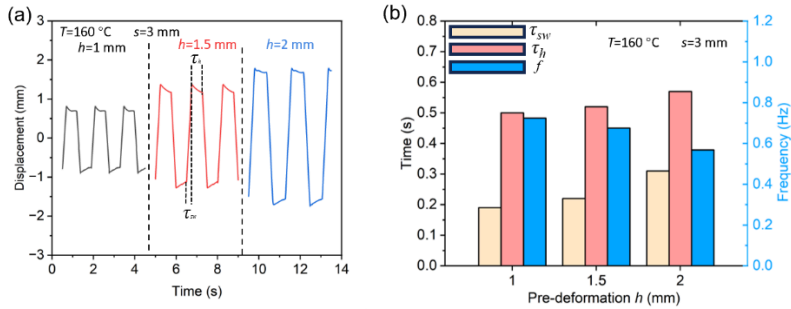 (a)
T=160 °C s=3 mm
h=1 mm h=1.5 mm h=2 mm
τh
τsw
Displacement (mm)
3
2
1
0
−1
−2
−3
0 2 4 6 8 10 12 14
Time (s)
(b)
τsw
τh
f
T=160 °C s=3 mm
Time (s)
0.8
0.7
0.6
0.5
0.4
0.3
0.2
0.1
0.0
Frequency (Hz)
1.2
1.0
0.8
0.6
0.4
0.2
0.0
1 1.5 2
Pre-deformation h (mm)